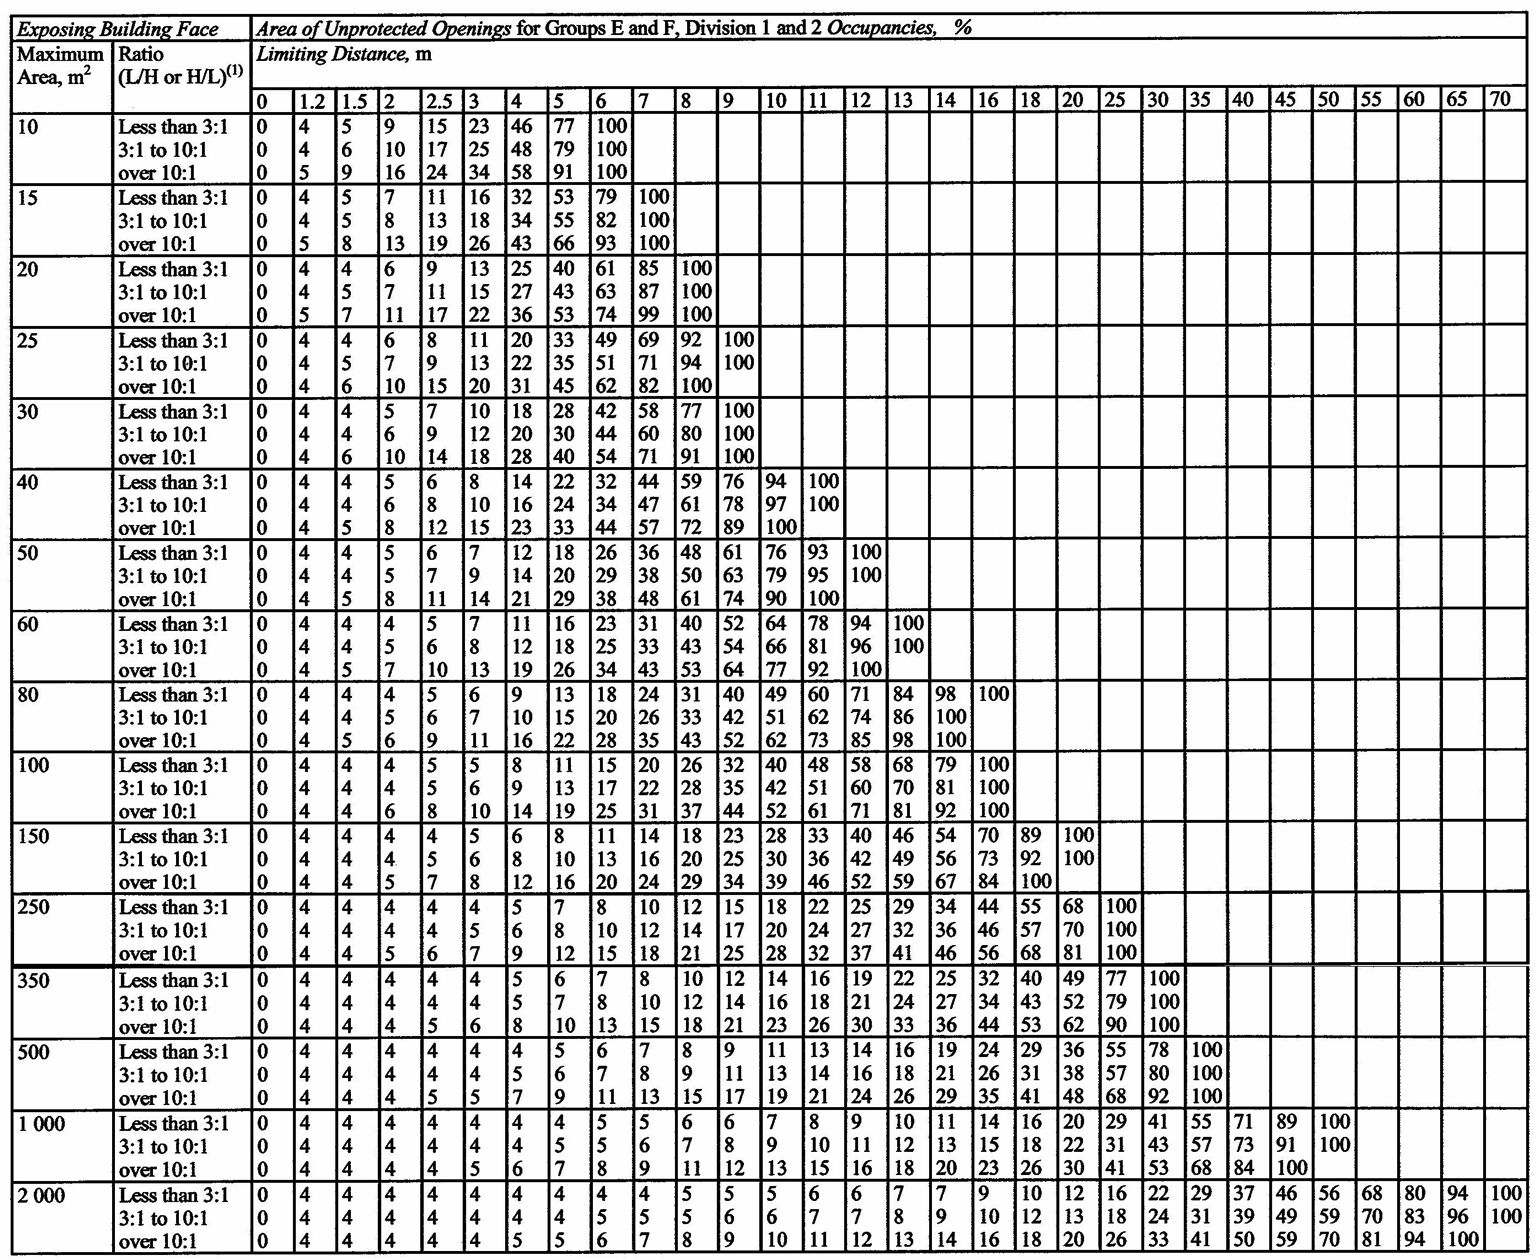 Exposing Building Face Area of Unprotected Openings for Groups E and F, Division 1 and 2 Occupancies, %
Maximum Ratio Limiting Distance, m
Area, m² (L/H or H/L)(1)
0 1.2 1.5 2 2.5 3 4 5 6 7 8 9 10 11 12 13 14 16 18 20 25 30 35 40 45 50 55 60 65 70
10 Less than 3:1 0 4 5 9 15 23 46 77 100
3:1 to 10:1 0 4 6 10 17 25 48 79 100
over 10:1 0 5 9 16 24 34 58 91 100
15 Less than 3:1 0 4 5 7 11 16 32 53 79 100
3:1 to 10:1 0 4 5 8 13 18 34 55 82 100
over 10:1 0 5 8 13 19 26 43 66 93 100
20 Less than 3:1 0 4 4 6 9 13 25 40 61 85 100
3:1 to 10:1 0 4 5 7 11 15 27 43 63 87 100
over 10:1 0 5 7 11 17 22 36 53 74 99 100
25 Less than 3:1 0 4 4 6 8 11 20 33 49 69 92 100
3:1 to 10:1 0 4 5 7 9 13 22 35 51 71 94 100
over 10:1 0 4 6 10 15 20 31 45 62 82 100
30 Less than 3:1 0 4 4 5 7 10 18 28 42 58 77 100
3:1 to 10:1 0 4 4 6 9 12 20 30 44 60 80 100
over 10:1 0 4 6 10 14 18 28 40 54 71 91 100
40 Less than 3:1 0 4 4 5 6 8 14 22 32 44 59 76 94 100
3:1 to 10:1 0 4 4 6 8 10 16 24 34 47 61 78 97 100
over 10:1 0 4 5 8 12 15 23 33 44 57 72 89 100
50 Less than 3:1 0 4 4 5 6 7 12 18 26 36 48 61 76 93 100
3:1 to 10:1 0 4 4 5 7 9 14 20 29 38 50 63 79 95 100
over 10:1 0 4 5 8 11 14 21 29 38 48 61 74 90 100
60 Less than 3:1 0 4 4 4 5 7 11 16 23 31 40 52 64 78 94 100
3:1 to 10:1 0 4 4 5 6 8 12 18 25 33 43 54 66 81 96 100
over 10:1 0 4 5 7 10 13 19 26 34 43 53 64 77 92 100
80 Less than 3:1 0 4 4 4 5 6 9 13 18 24 31 40 49 60 71 84 98 100
3:1 to 10:1 0 4 4 5 6 7 10 15 20 26 33 42 51 62 74 86 100
over 10:1 0 4 5 6 9 11 16 22 28 35 43 52 62 73 85 98 100
100 Less than 3:1 0 4 4 4 5 5 8 11 15 20 26 32 40 48 58 68 79 100
3:1 to 10:1 0 4 4 4 5 6 9 13 17 22 28 35 42 51 60 70 81 100
over 10:1 0 4 4 6 8 10 14 19 25 31 37 44 52 61 71 81 92 100
150 Less than 3:1 0 4 4 4 4 5 6 8 11 14 18 23 28 33 40 46 54 70 89 100
3:1 to 10:1 0 4 4 4 5 6 8 10 13 16 20 25 30 36 42 49 56 73 92 100
over 10:1 0 4 4 5 7 8 12 16 20 24 29 34 39 46 52 59 67 84 100
250 Less than 3:1 0 4 4 4 4 4 5 7 8 10 12 15 18 22 25 29 34 44 55 68 100
3:1 to 10:1 0 4 4 4 4 5 6 8 10 12 14 17 20 24 27 32 36 46 57 70 100
over 10:1 0 4 4 5 6 7 9 12 15 18 21 25 28 32 37 41 46 56 68 81 100
350 Less than 3:1 0 4 4 4 4 4 5 6 7 8 10 12 14 16 19 22 25 32 40 49 77 100
3:1 to 10:1 0 4 4 4 4 4 5 7 8 10 12 14 16 18 21 24 27 34 43 52 79 100
over 10:1 0 4 4 4 5 6 8 10 13 15 18 21 23 26 30 33 36 44 53 62 90 100
500 Less than 3:1 0 4 4 4 4 4 4 5 6 7 8 9 11 13 14 16 19 24 29 36 55 78 100
3:1 to 10:1 0 4 4 4 4 4 5 6 7 8 9 11 13 14 16 18 21 26 31 38 57 80 100
over 10:1 0 4 4 4 5 5 7 9 11 13 15 17 19 21 24 26 29 35 41 48 68 92 100
1 000 Less than 3:1 0 4 4 4 4 4 4 4 5 5 6 6 7 8 9 10 11 14 16 20 29 41 55 71 89 100
3:1 to 10:1 0 4 4 4 4 4 4 5 5 6 7 8 9 10 11 12 13 15 18 22 31 43 57 73 91 100
over 10:1 0 4 4 4 4 5 6 7 8 9 11 12 13 15 16 18 20 23 26 30 41 53 68 84 100
2 000 Less than 3:1 0 4 4 4 4 4 4 4 4 4 5 5 5 6 6 7 7 9 10 12 16 22 29 37 46 56 68 80 94 100
3:1 to 10:1 0 4 4 4 4 4 4 4 5 5 5 6 6 7 7 8 9 10 12 13 18 24 31 39 49 59 70 83 96 100
over 10:1 0 4 4 4 4 4 5 5 6 7 8 9 10 11 12 13 14 16 18 20 26 33 41 50 59 70 81 94 100